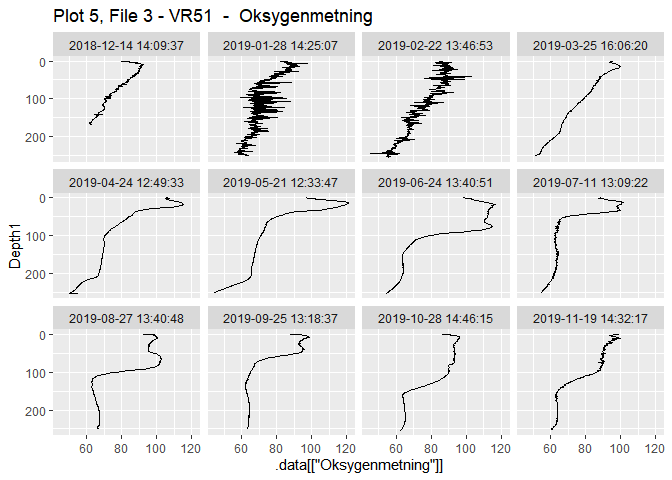 Plot 5, File 3 - VR51  -  Oksygenmetning
2018-12-14 14:09:37 2019-01-28 14:25:07 2019-02-22 13:46:53 2019-03-25 16:06:20
0
100
200
2019-04-24 12:49:33 2019-05-21 12:33:47 2019-06-24 13:40:51 2019-07-11 13:09:22
0
100
200
Depth1
2019-08-27 13:40:48 2019-09-25 13:18:37 2019-10-28 14:46:15 2019-11-19 14:32:17
0
100
200
60 80 100 120 60 80 100 120 60 80 100 120 60 80 100 120
.data[["Oksygenmetning"]]